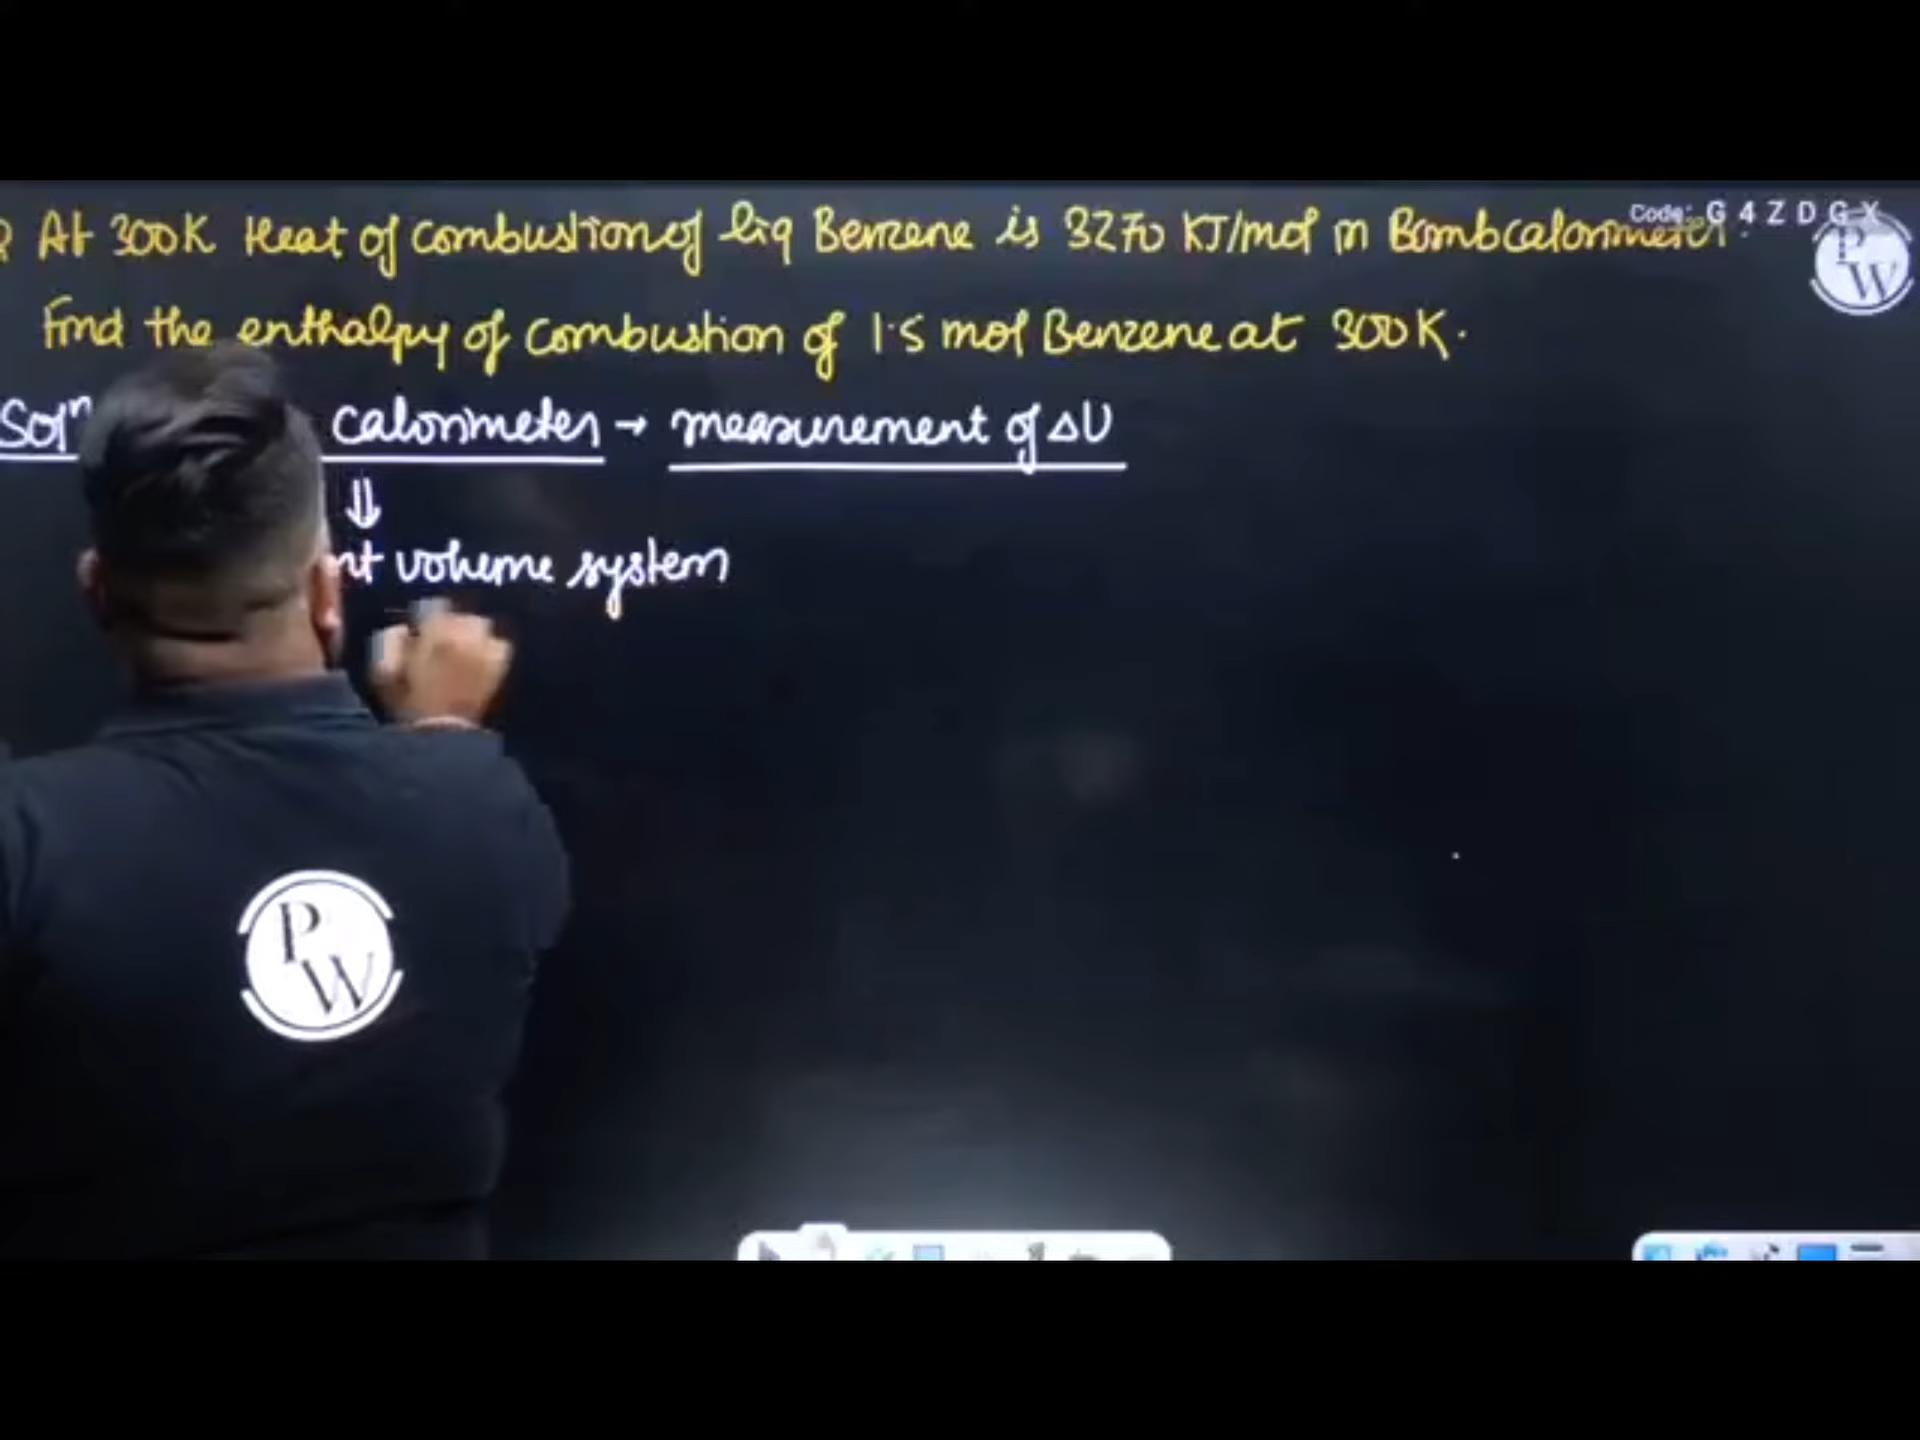 At 300K Heat of combustion of liq Benzene is 3270 KJ/mol in Bombcalorimeter.
Code: G 4 Z D G X
P W
Find the enthalpy of combustion of 1.5 mol Benzene at 300K.
Solⁿ calorimeter → measurement of ΔU
⇓
nt volume system
P W